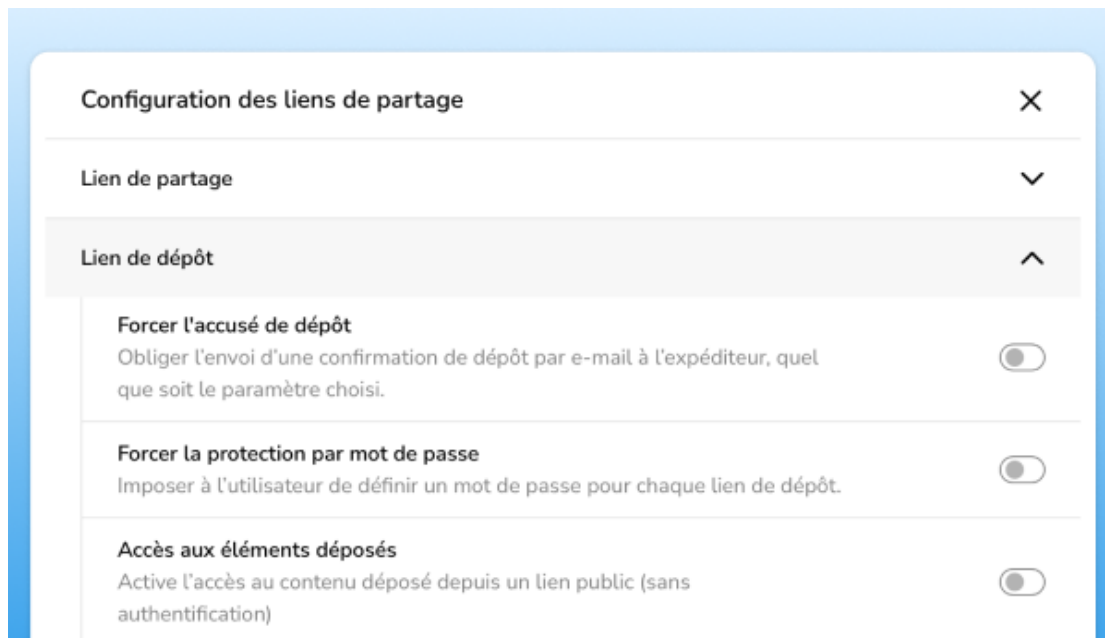 Configuration des liens de partage
Lien de partage
Lien de dépôt
Forcer l'accusé de dépôt
Obliger l’envoi d’une confirmation de dépôt par e-mail à l’expéditeur, quel
que soit le paramètre choisi.
Forcer la protection par mot de passe
Imposer à l’utilisateur de définir un mot de passe pour chaque lien de dépôt.
Accès aux éléments déposés
Active l’accès au contenu déposé depuis un lien public (sans
authentification)